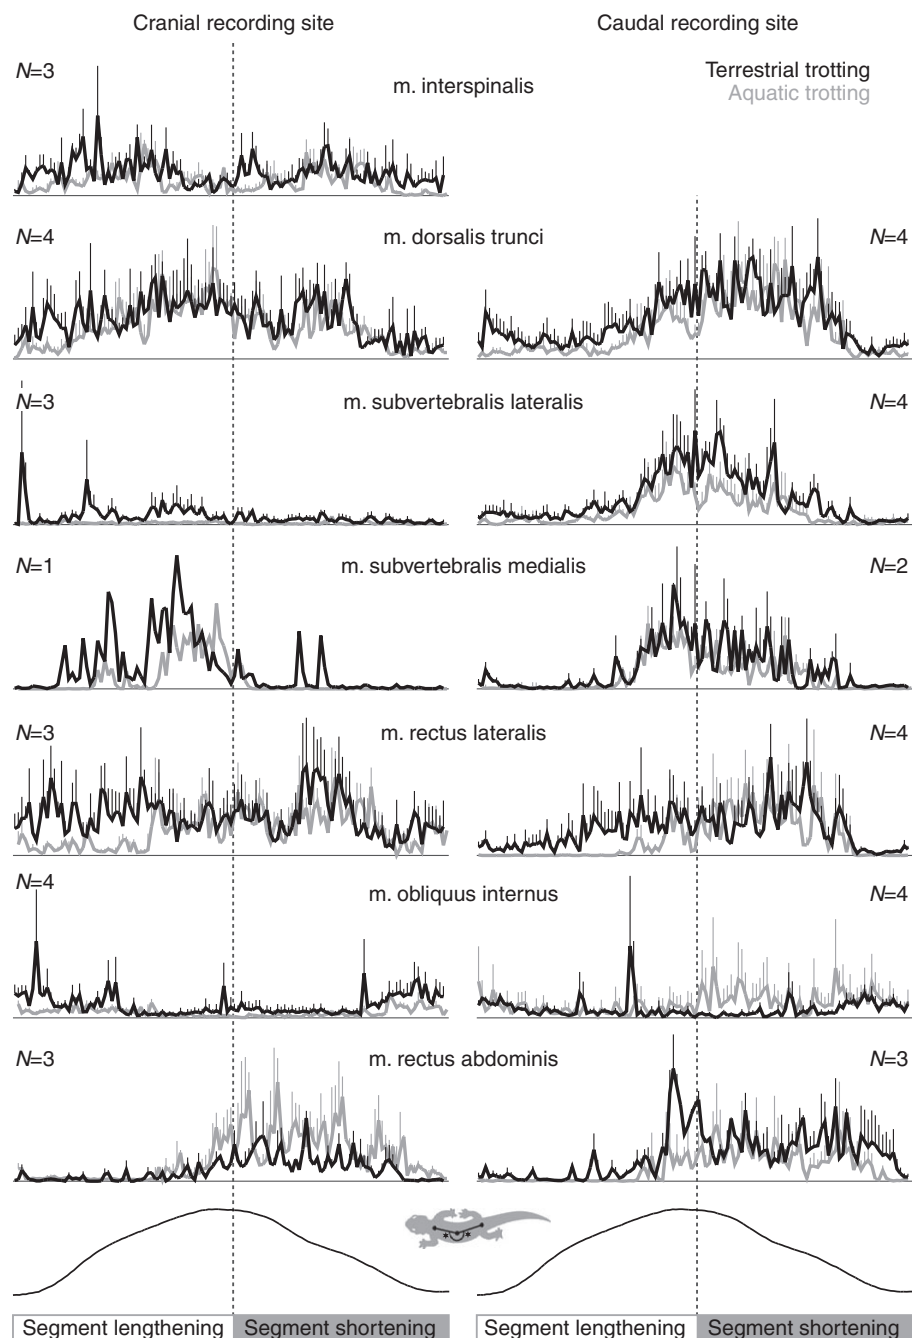 Cranial recording site
Caudal recording site
N=3
m. interspinalis
Terrestrial trotting
Aquatic trotting
N=4
m. dorsalis trunci
N=4
N=3
m. subvertebralis lateralis
N=4
N=1
m. subvertebralis medialis
N=2
N=3
m. rectus lateralis
N=4
N=4
m. obliquus internus
N=4
N=3
m. rectus abdominis
N=3
Segment lengthening
Segment shortening
Segment lengthening
Segment shortening